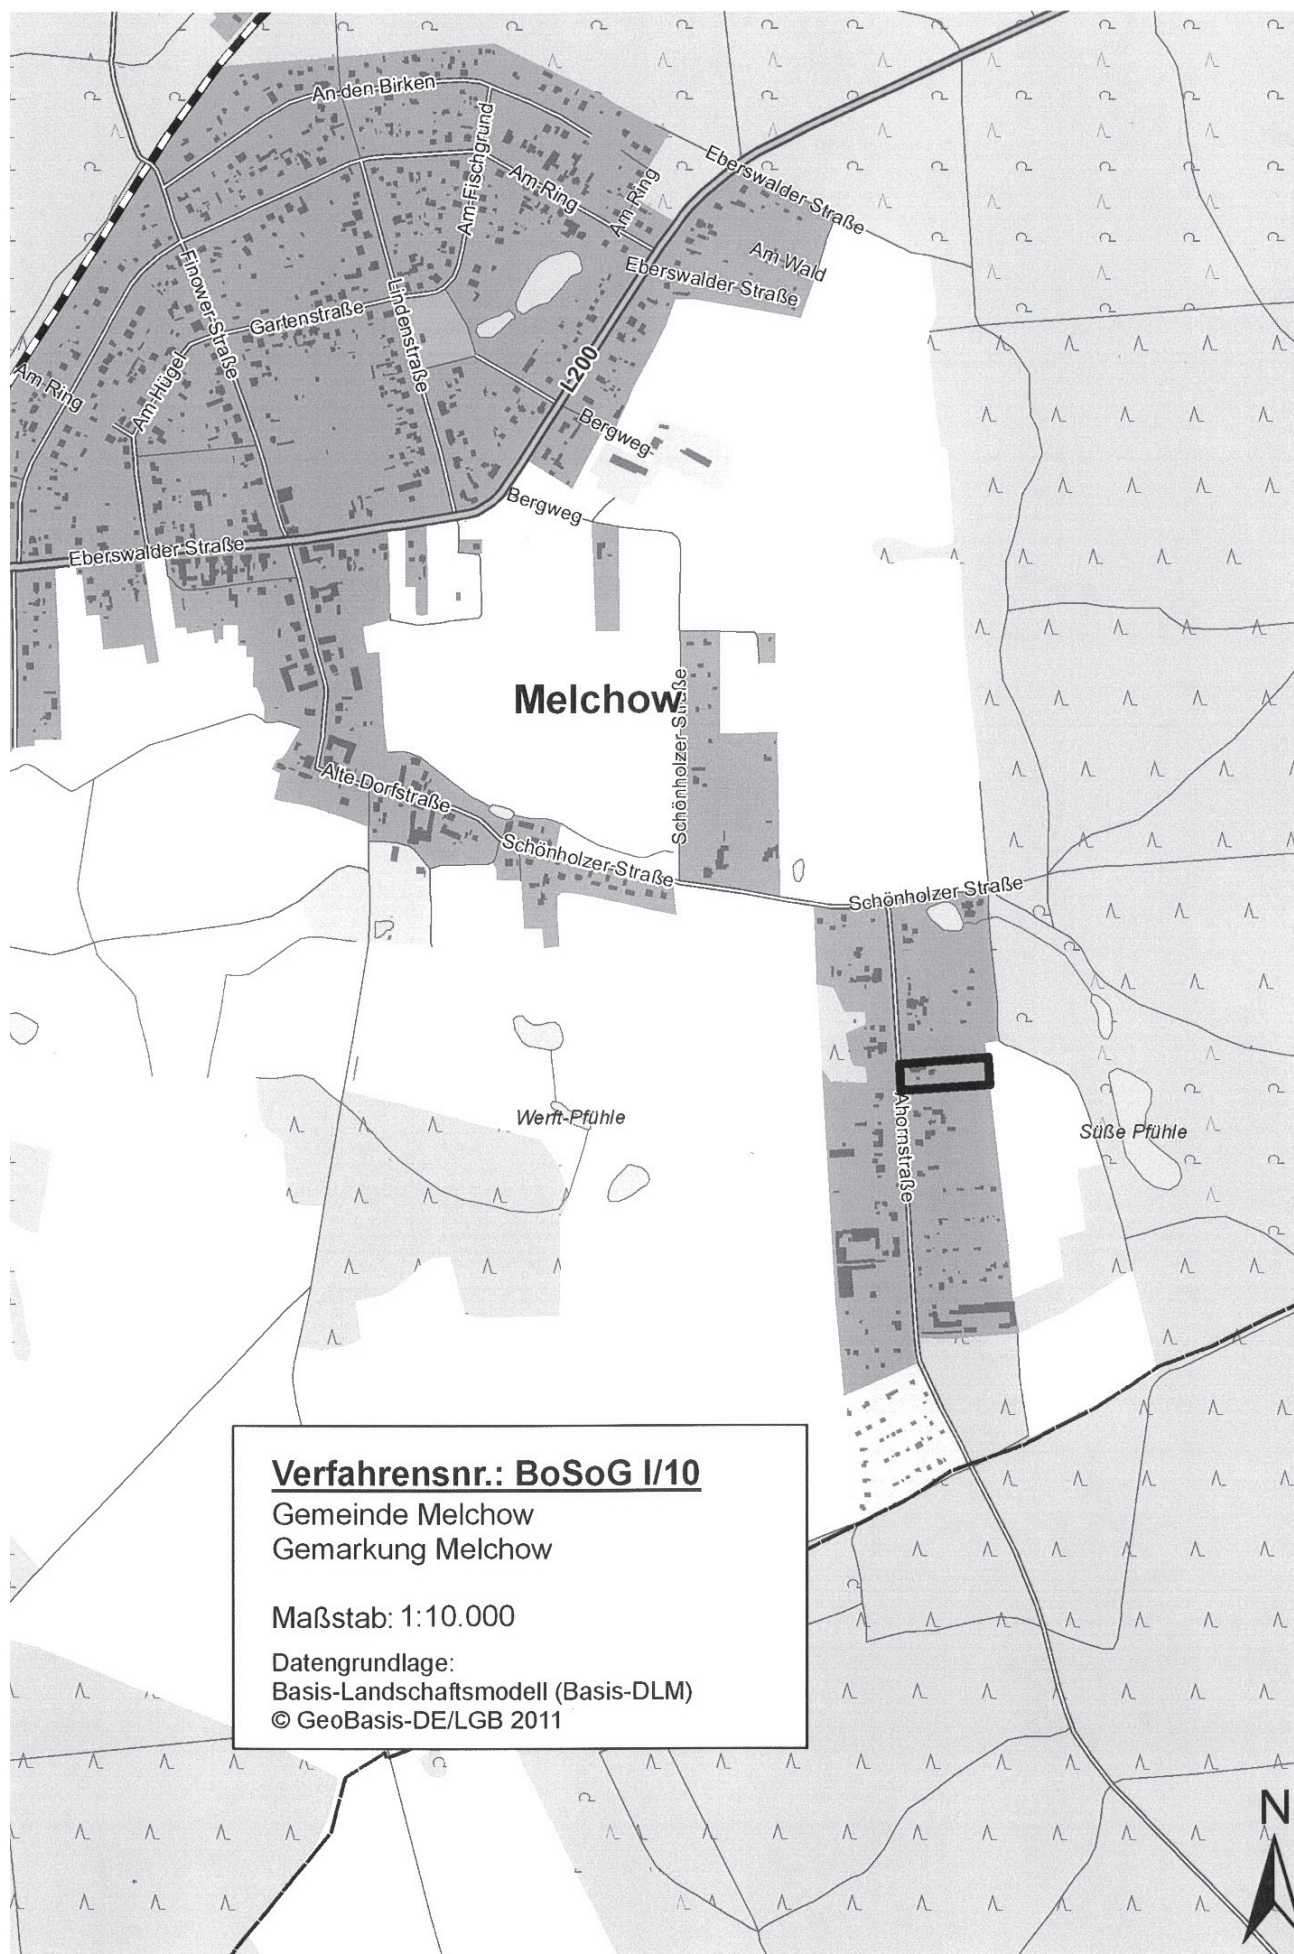 An-den-Birken
Am-Fischgrund
Am-Ring
Am Ring
Eberswalder-Straße
Am-Wald
Eberswalder-Straße
Finower-Straße
Gartenstraße
Lindenstraße
L200
Am-Hügel
Am Ring
Bergweg
Bergweg
Eberswalder Straße
Melchow
Schönholzer-Straße
Alte-Dorfstraße
Schönholzer-Straße
Schönholzer Straße
Ahornstraße
Werft-Pfühle
Süße Pfühle
Verfahrensnr.: BoSoG I/10
Gemeinde Melchow
Gemarkung Melchow
Maßstab: 1:10.000
Datengrundlage:
Basis-Landschaftsmodell (Basis-DLM)
© GeoBasis-DE/LGB 2011
N